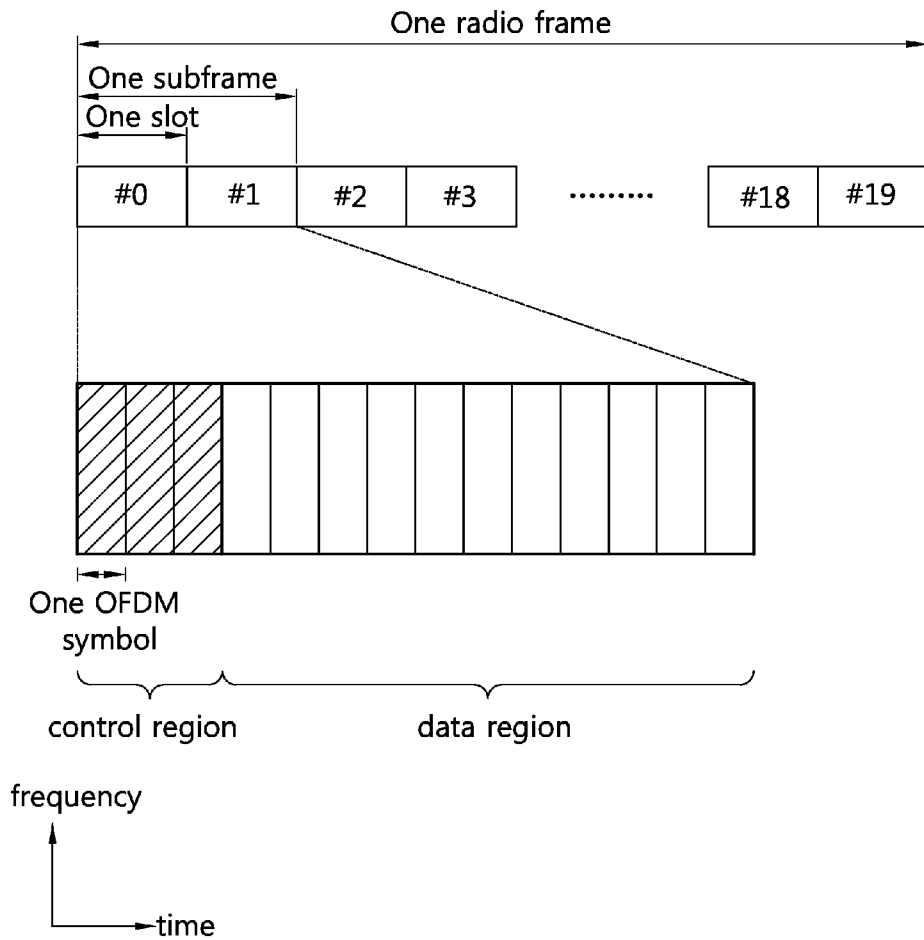 One radio frame
One subframe
One slot
#0 #1 #2 #3 ......... #18 #19
One OFDM
symbol
control region data region
frequency
time